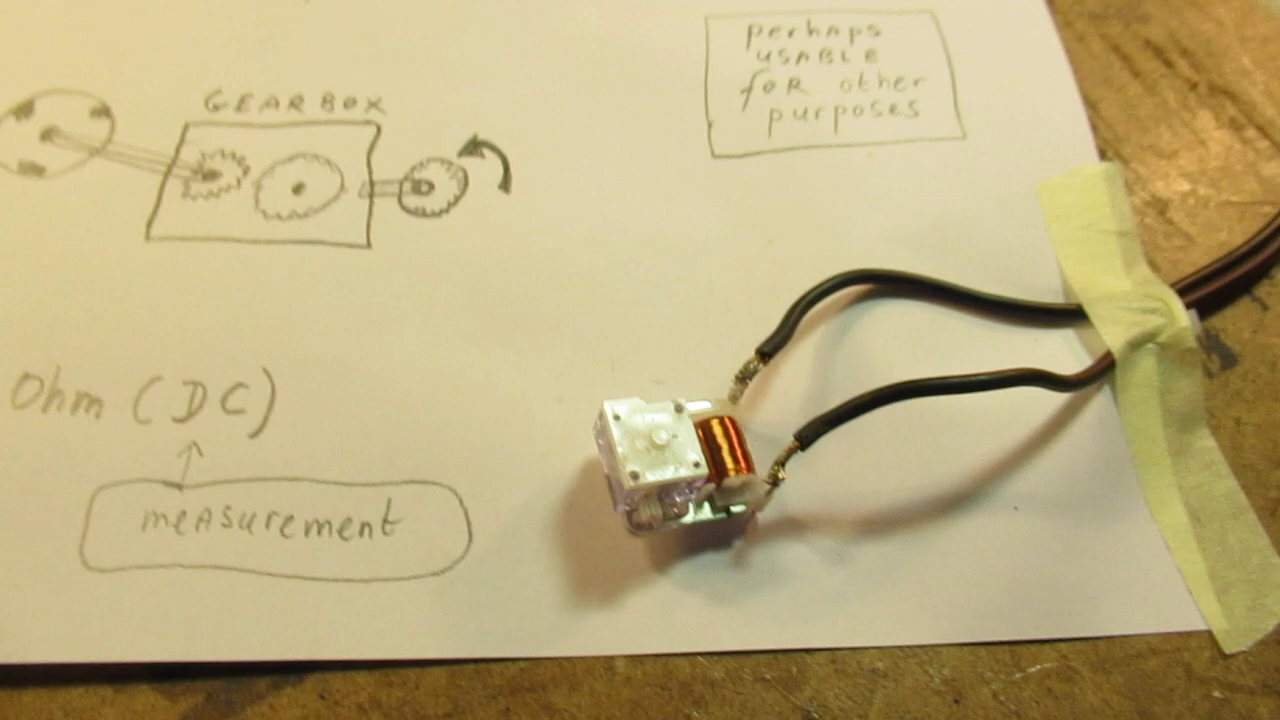 GEARBOX
perhaps
USABLE
foR other
purposes
Ohm (DC)
measurement